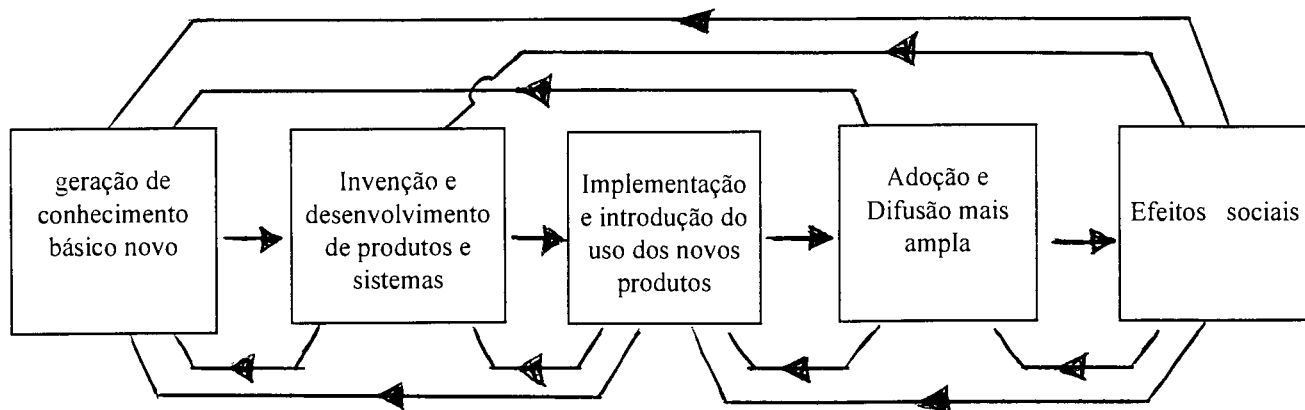 geração de
conhecimento
básico novo
Invenção e
desenvolvimento
de produtos e
sistemas
Implementação
e introdução do
uso dos novos
produtos
Adoção e
Difusão mais
ampla
Efeitos sociais